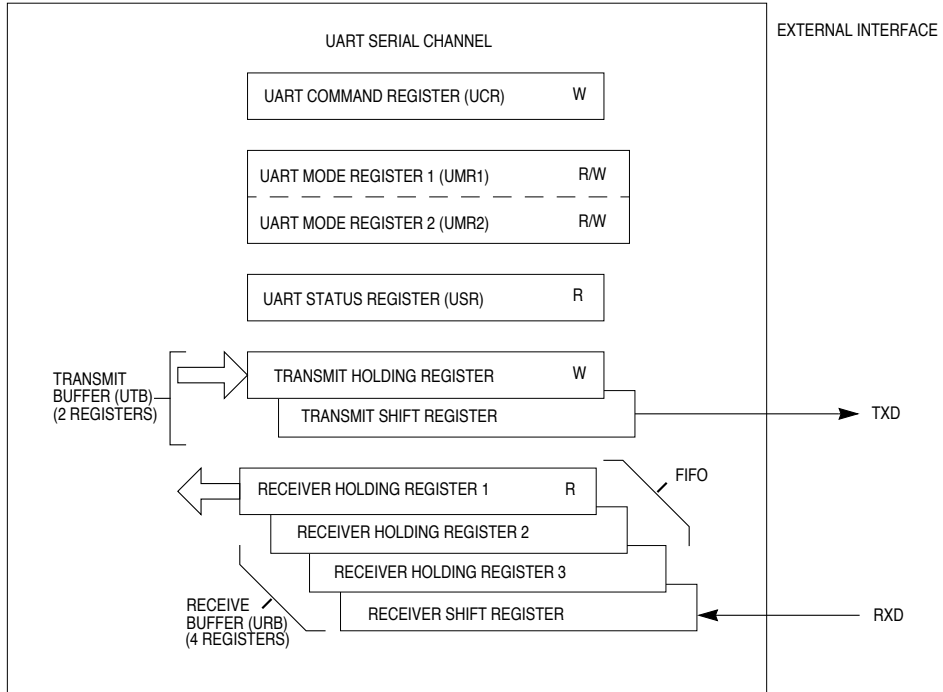 EXTERNAL INTERFACE
UART SERIAL CHANNEL
UART COMMAND REGISTER (UCR) W
UART MODE REGISTER 1 (UMR1) R/W
UART MODE REGISTER 2 (UMR2) R/W
UART STATUS REGISTER (USR) R
TRANSMIT
BUFFER (UTB)
(2 REGISTERS)
TRANSMIT HOLDING REGISTER W
TRANSMIT SHIFT REGISTER
TXD
FIFO
RECEIVER HOLDING REGISTER 1 R
RECEIVER HOLDING REGISTER 2
RECEIVER HOLDING REGISTER 3
RECEIVER SHIFT REGISTER
RECEIVE
BUFFER (URB)
(4 REGISTERS)
RXD